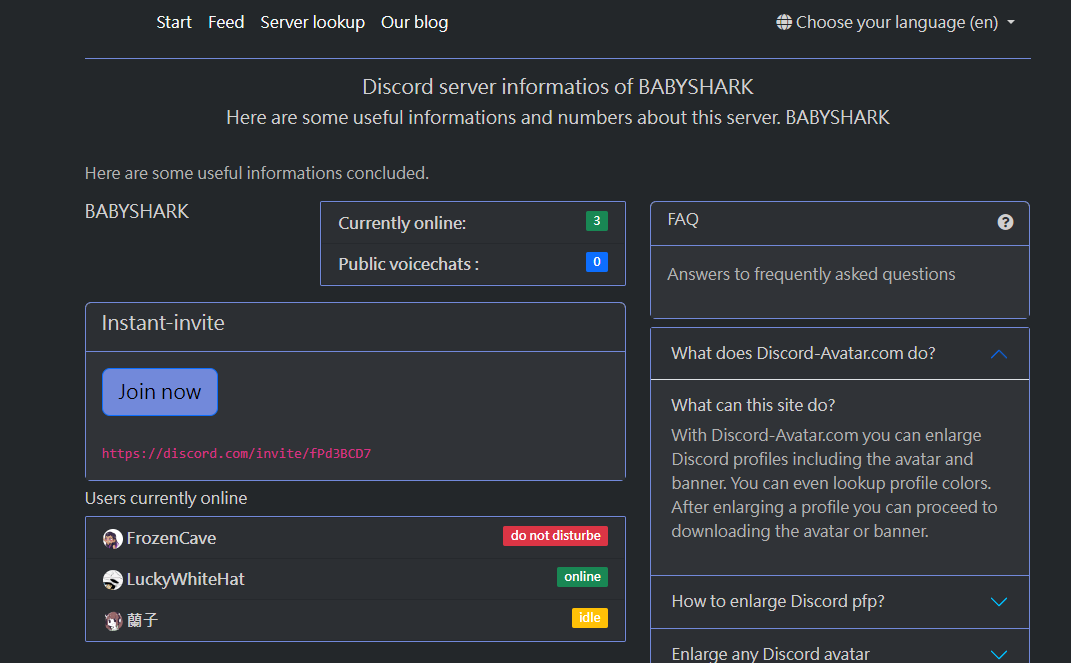 Start Feed Server lookup Our blog Choose your language (en)
Discord server informatios of BABYSHARK
Here are some useful informations and numbers about this server. BABYSHARK
Here are some useful informations concluded.
BABYSHARK
Currently online: 3
Public voicechats : 0
Instant-invite
Join now
https://discord.com/invite/fPd3BCD7
Users currently online
FrozenCave do not disturbe
LuckyWhiteHat online
蘭子 idle
FAQ
Answers to frequently asked questions
What does Discord-Avatar.com do?
What can this site do?
With Discord-Avatar.com you can enlarge
Discord profiles including the avatar and
banner. You can even lookup profile colors.
After enlarging a profile you can proceed to
downloading the avatar or banner.
How to enlarge Discord pfp?
Enlarge any Discord avatar